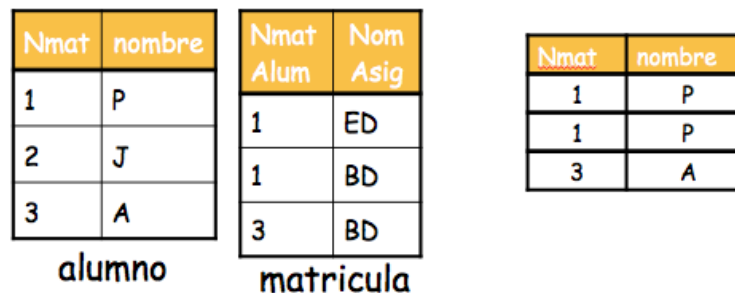 Nmat nombre
1 P
2 J
3 A
alumno
Nmat Alum Nom Asig
1 ED
1 BD
3 BD
matricula
Nmat nombre
1 P
1 P
3 A